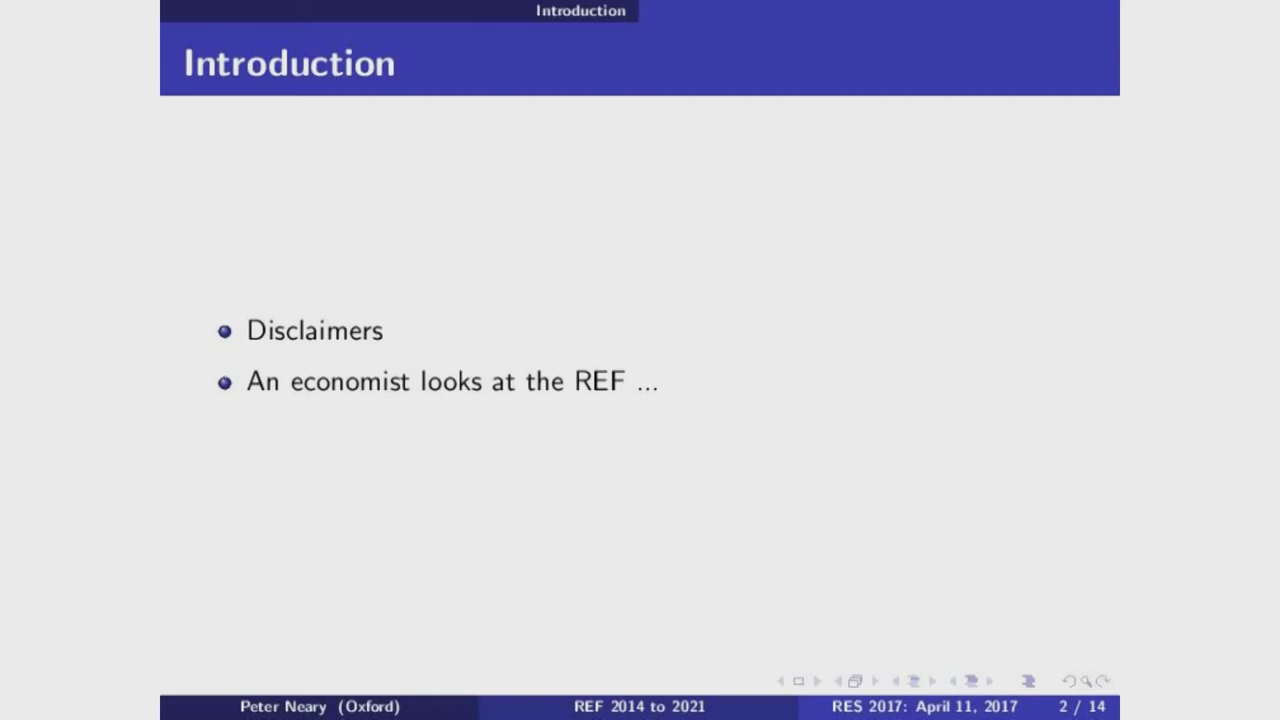 Introduction
Introduction
Disclaimers
An economist looks at the REF ...
Peter Neary (Oxford) REF 2014 to 2021 RES 2017: April 11, 2017 2 / 14